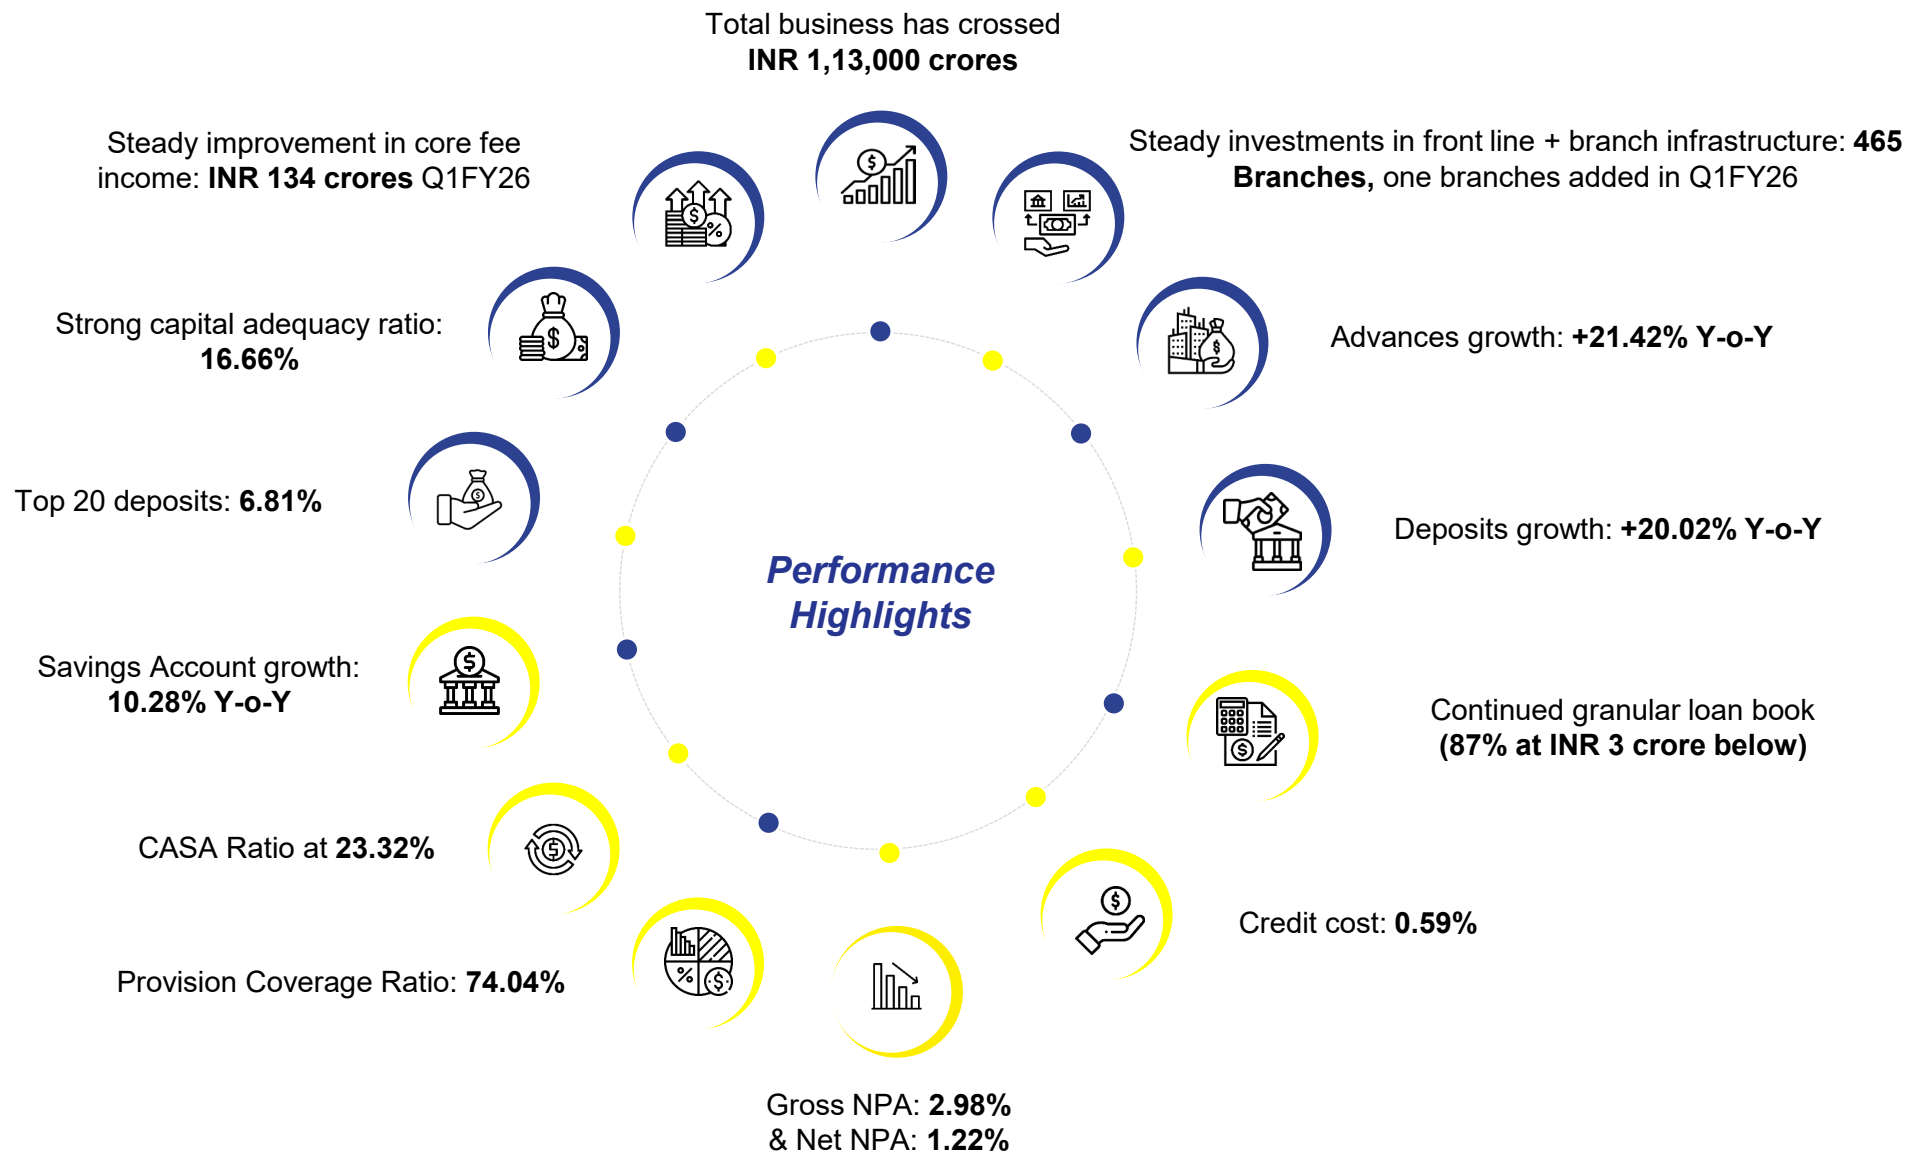 Total business has crossed
INR 1,13,000 crores
Steady improvement in core fee
income: INR 134 crores Q1FY26
Steady investments in front line + branch infrastructure: 465
Branches, one branches added in Q1FY26
Strong capital adequacy ratio:
16.66%
Advances growth: +21.42% Y-o-Y
Top 20 deposits: 6.81%
Deposits growth: +20.02% Y-o-Y
Performance
Highlights
Savings Account growth:
10.28% Y-o-Y
Continued granular loan book
(87% at INR 3 crore below)
CASA Ratio at 23.32%
Credit cost: 0.59%
Provision Coverage Ratio: 74.04%
Gross NPA: 2.98%
& Net NPA: 1.22%